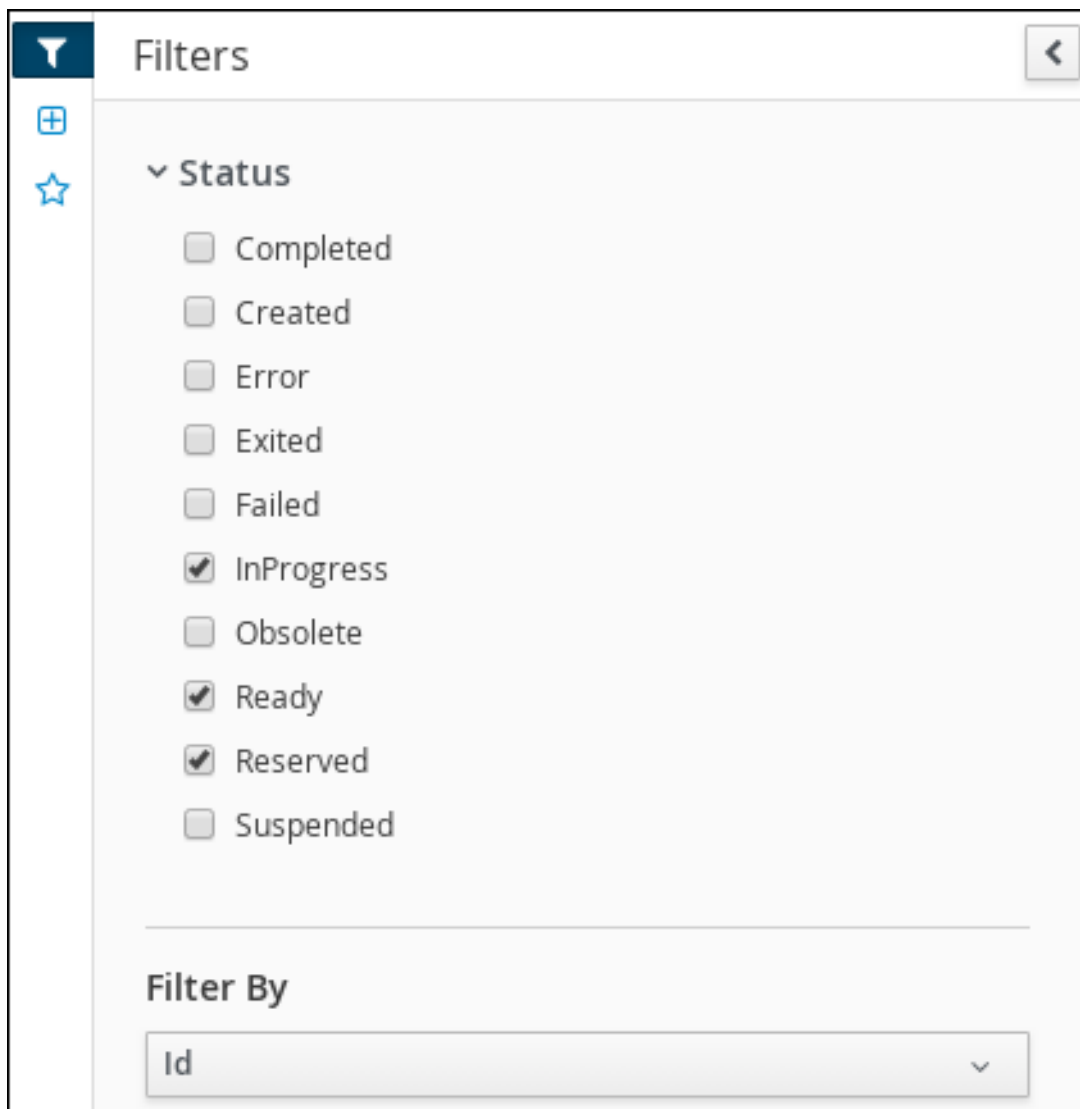 Filters
Status
Completed
Created
Error
Exited
Failed
InProgress
Obsolete
Ready
Reserved
Suspended
Filter By
Id